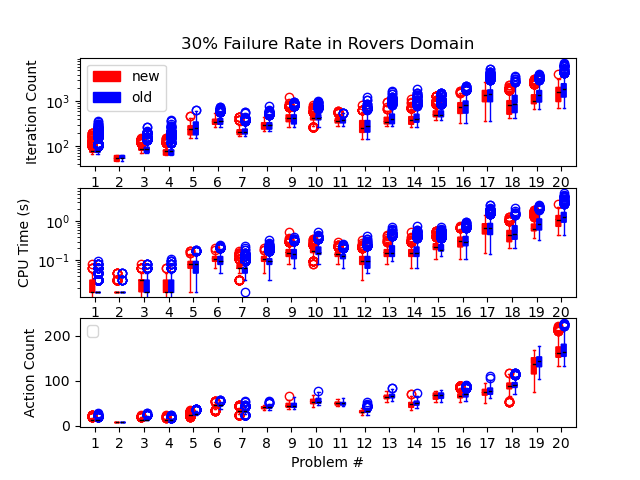 30% Failure Rate in Rovers Domain
Iteration Count
10³
10²
new
old
1 2 3 4 5 6 7 8 9 10 11 12 13 14 15 16 17 18 19 20
CPU Time (s)
10⁰
10⁻¹
1 2 3 4 5 6 7 8 9 10 11 12 13 14 15 16 17 18 19 20
Action Count
200
100
0
1 2 3 4 5 6 7 8 9 10 11 12 13 14 15 16 17 18 19 20
Problem #